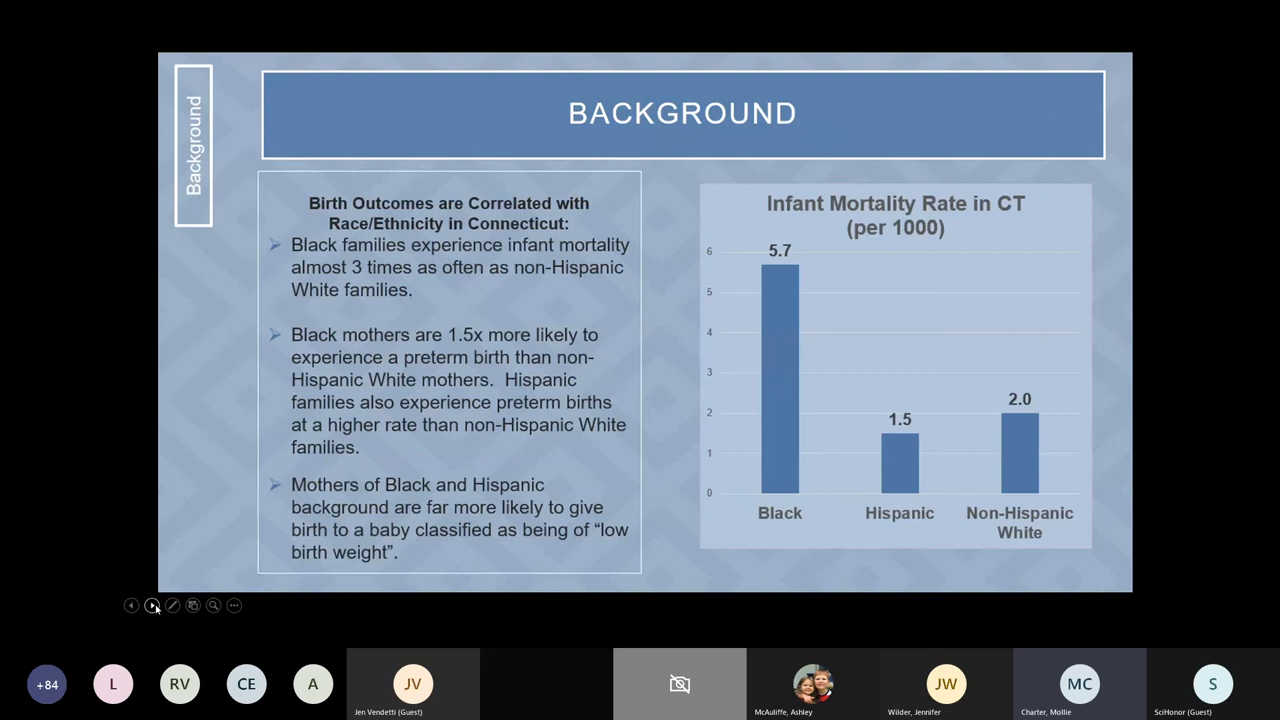 Background
BACKGROUND
Birth Outcomes are Correlated with
Race/Ethnicity in Connecticut:
Black families experience infant mortality
almost 3 times as often as non-Hispanic
White families.
Black mothers are 1.5x more likely to
experience a preterm birth than non-
Hispanic White mothers.  Hispanic
families also experience preterm births
at a higher rate than non-Hispanic White
families.
Mothers of Black and Hispanic
background are far more likely to give
birth to a baby classified as being of “low
birth weight”.
Infant Mortality Rate in CT
(per 1000)
6
5
4
3
2
1
0
5.7
1.5
2.0
Black
Hispanic
Non-Hispanic
White
+84
L
RV
CE
A
JV
Jen Vendetti (Guest)
McAuliffe, Ashley
JW
Wilder, Jennifer
MC
Charter, Mollie
S
SciHonor (Guest)